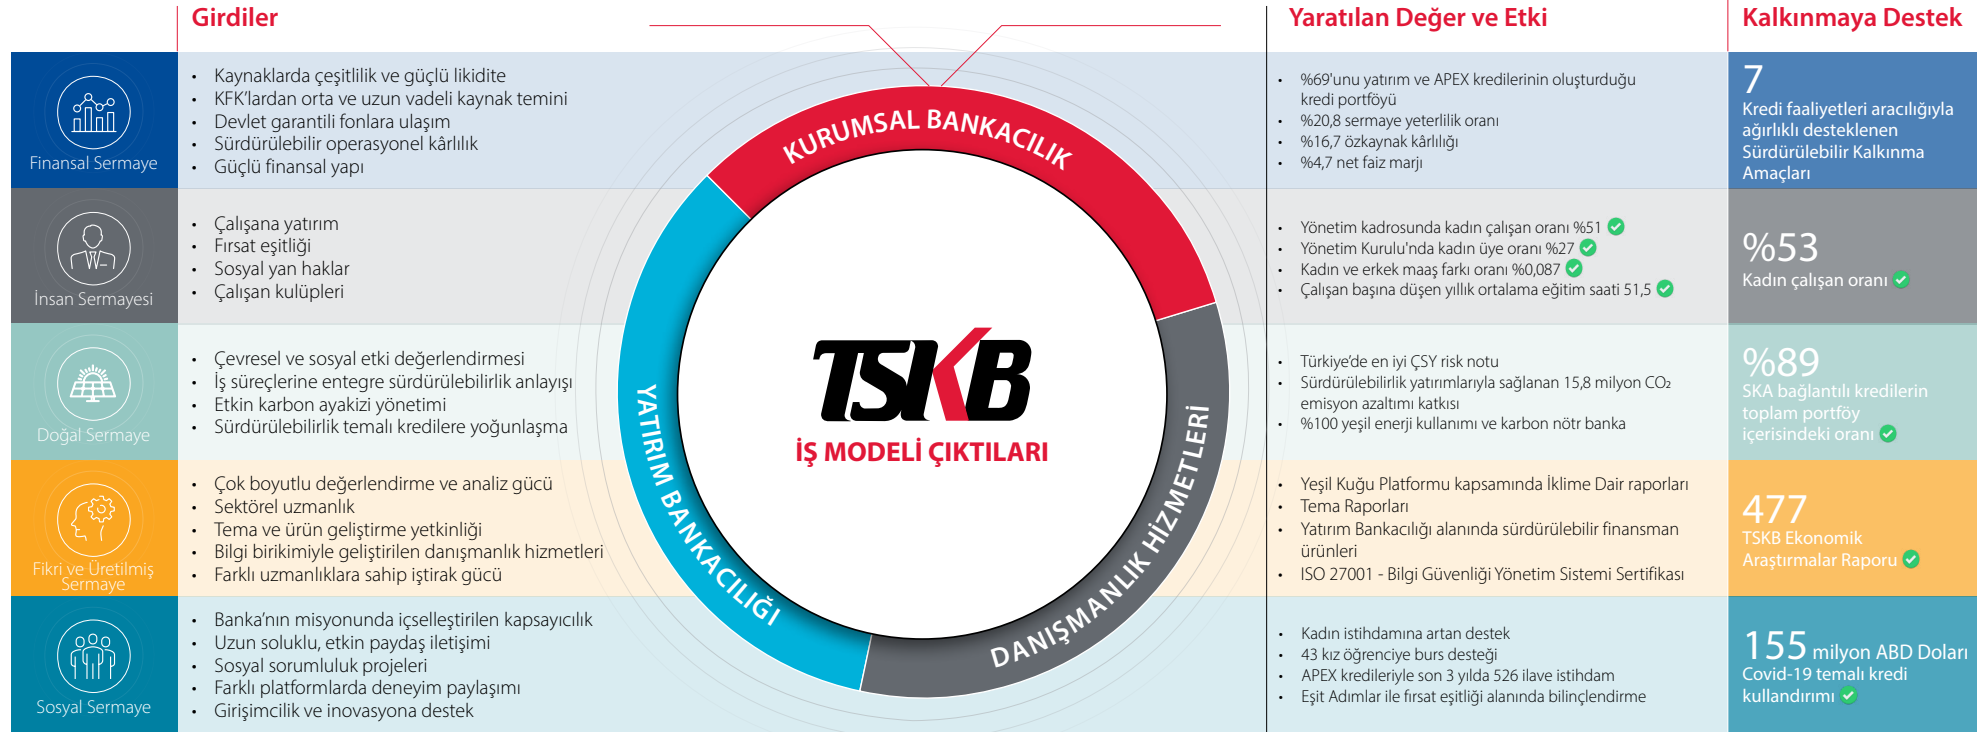 Girdiler
Yaratılan Değer ve Etki
Kalkınmaya Destek
Finansal Sermaye
• Kaynaklarda çeşitlilik ve güçlü likidite
• KFK’lardan orta ve uzun vadeli kaynak temini
• Devlet garantili fonlara ulaşım
• Sürdürülebilir operasyonel kârlılık
• Güçlü finansal yapı
• %69'unu yatırım ve APEX kredilerinin oluşturduğu
kredi portföyü
• %20,8 sermaye yeterlilik oranı
• %16,7 özkaynak kârlılığı
• %4,7 net faiz marjı
7
Kredi faaliyetleri aracılığıyla
ağırlıklı desteklenen
Sürdürülebilir Kalkınma
Amaçları
İnsan Sermayesi
• Çalışana yatırım
• Fırsat eşitliği
• Sosyal yan haklar
• Çalışan kulüpleri
• Yönetim kadrosunda kadın çalışan oranı %51
• Yönetim Kurulu'nda kadın üye oranı %27
• Kadın ve erkek maaş farkı oranı %0,087
• Çalışan başına düşen yıllık ortalama eğitim saati 51,5
%53
Kadın çalışan oranı
Doğal Sermaye
• Çevresel ve sosyal etki değerlendirmesi
• İş süreçlerine entegre sürdürülebilirlik anlayışı
• Etkin karbon ayakizi yönetimi
• Sürdürülebilirlik temalı kredilere yoğunlaşma
• Türkiye’de en iyi ÇSY risk notu
• Sürdürülebilirlik yatırımlarıyla sağlanan 15,8 milyon CO₂
emisyon azaltımı katkısı
• %100 yeşil enerji kullanımı ve karbon nötr banka
%89
SKA bağlantılı kredilerin
toplam portföy
içerisindeki oranı
Fikri ve Üretilmiş
Sermaye
• Çok boyutlu değerlendirme ve analiz gücü
• Sektörel uzmanlık
• Tema ve ürün geliştirme yetkinliği
• Bilgi birikimiyle geliştirilen danışmanlık hizmetleri
• Farklı uzmanlıklara sahip iştirak gücü
• Yeşil Kuğu Platformu kapsamında İklime Dair raporları
• Tema Raporları
• Yatırım Bankacılığı alanında sürdürülebilir finansman
ürünleri
• ISO 27001 - Bilgi Güvenliği Yönetim Sistemi Sertifikası
477
TSKB Ekonomik
Araştırmalar Raporu
Sosyal Sermaye
• Banka’nın misyonunda içselleştirilen kapsayıcılık
• Uzun soluklu, etkin paydaş iletişimi
• Sosyal sorumluluk projeleri
• Farklı platformlarda deneyim paylaşımı
• Girişimcilik ve inovasyona destek
• Kadın istihdamına artan destek
• 43 kız öğrenciye burs desteği
• APEX kredileriyle son 3 yılda 526 ilave istihdam
• Eşit Adımlar ile fırsat eşitliği alanında bilinçlendirme
155 milyon ABD Doları
Covid-19 temalı kredi
kullandırımı
KURUMSAL BANKACILIK
YATIRIM BANKACILIĞI
DANIŞMANLIK HİZMETLERİ
TSKB
İŞ MODELİ ÇIKTILARI